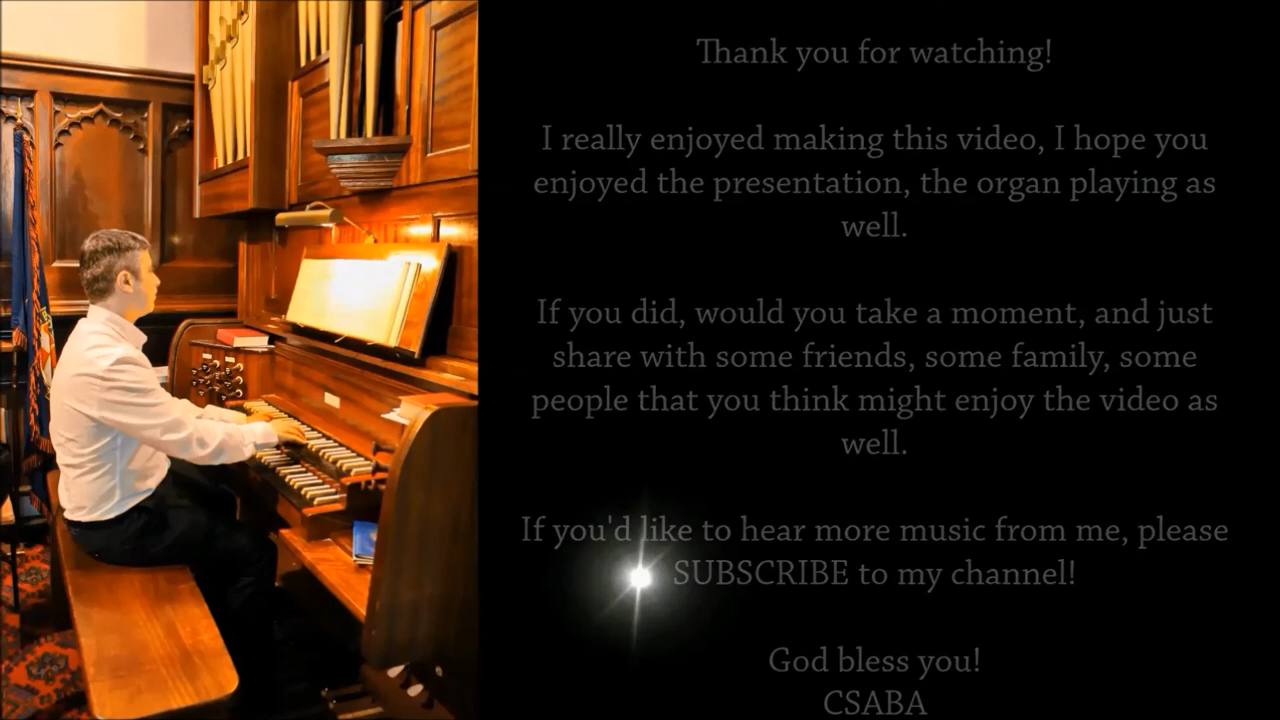 Thank you for watching!
I really enjoyed making this video, I hope you
enjoyed the presentation, the organ playing as
well.
If you did, would you take a moment, and just
share with some friends, some family, some
people that you think might enjoy the video as
well.
If you'd like to hear more music from me, please
SUBSCRIBE to my channel!
God bless you!
CSABA